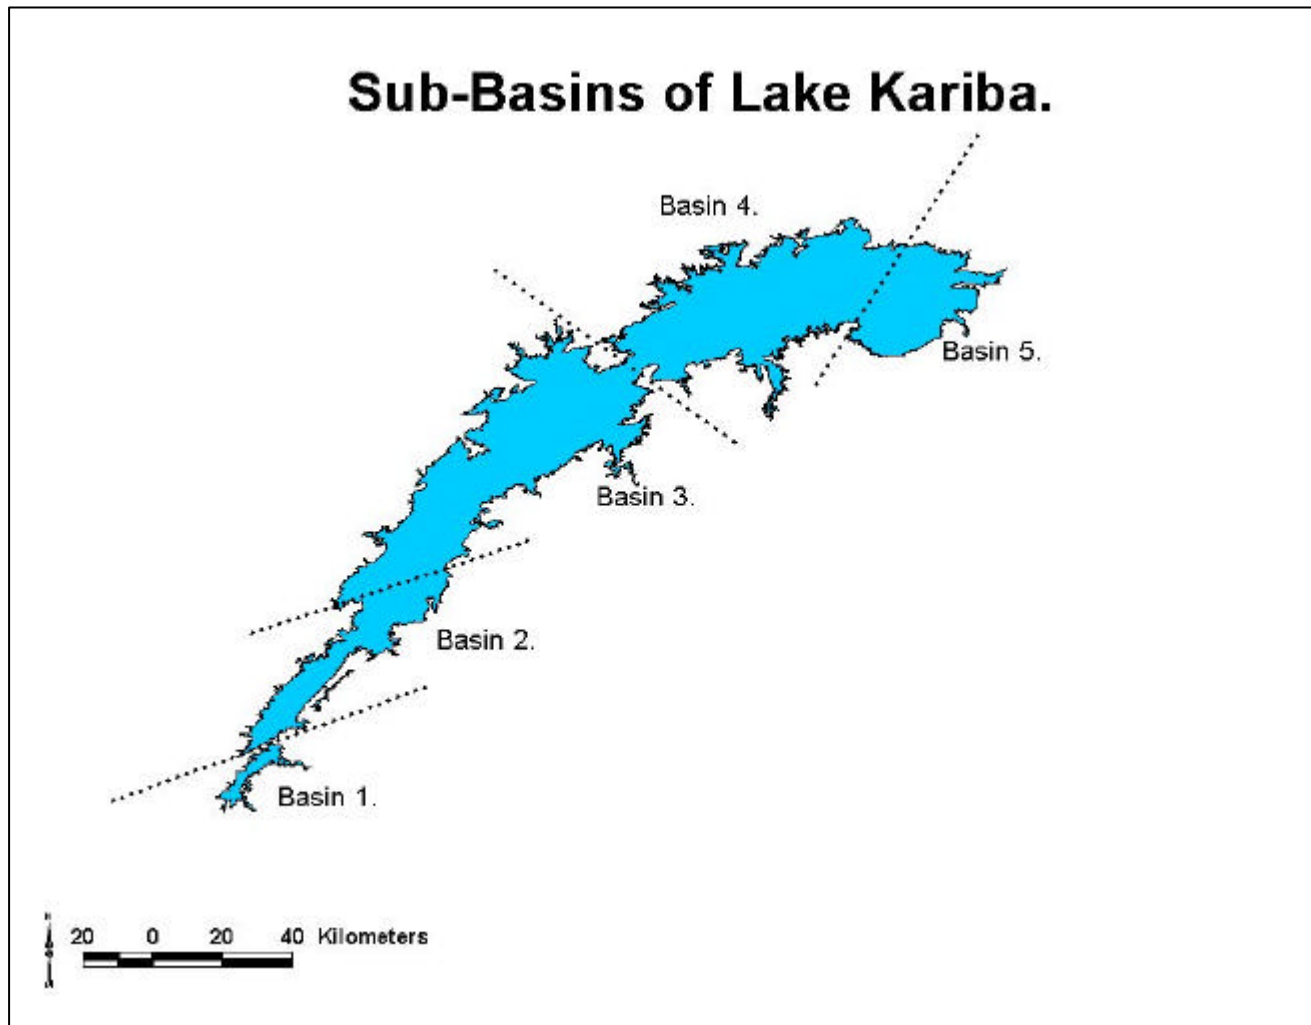 Sub-Basins of Lake Kariba.
Basin 4.
Basin 5.
Basin 3.
Basin 2.
Basin 1.
20 0 20 40 Kilometers